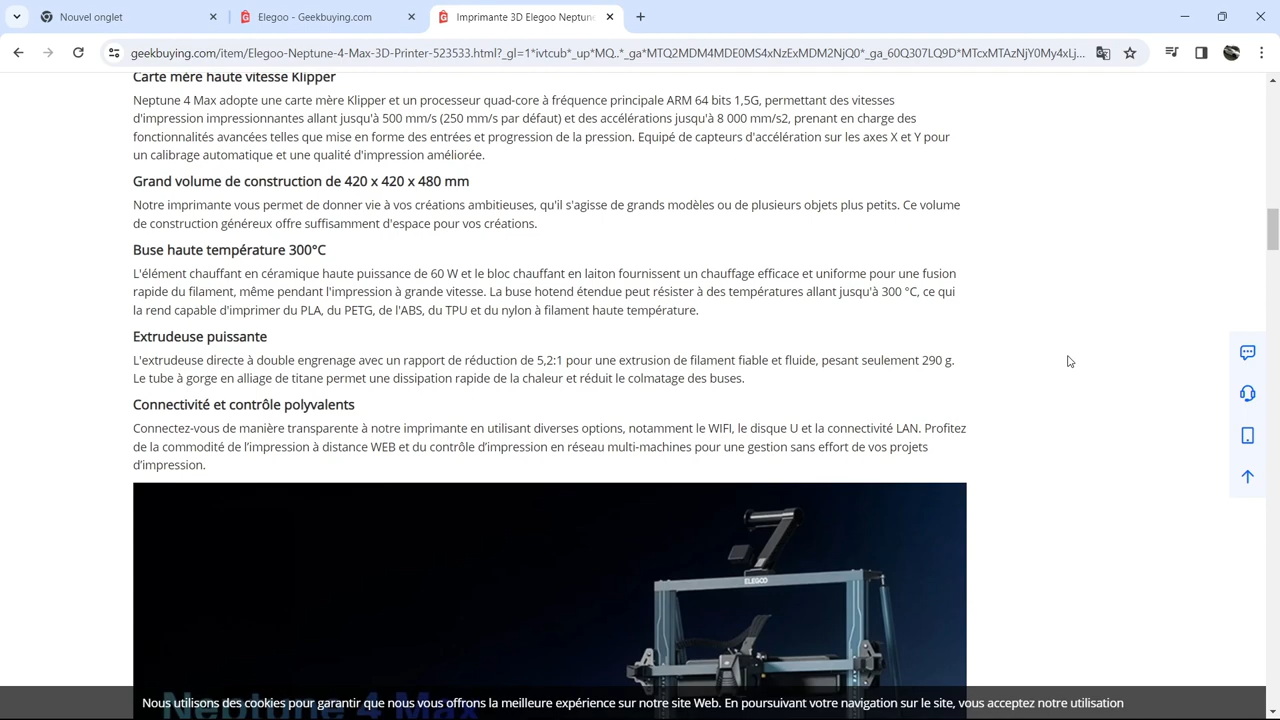 Nouvel onglet
Elegoo - Geekbuying.com
Imprimante 3D Elegoo Neptune
geekbuying.com/item/Elegoo-Neptune-4-Max-3D-Printer-523533.html?_gl=1*ivtcub*_up*MQ..*_ga*MTQ2MDM4MDE0MS4xNzExMDM2NjQ0*_ga_60Q307LQ9D*MTcxMTAzNjY0My4xLj...
Carte mère haute vitesse Klipper
Neptune 4 Max adopte une carte mère Klipper et un processeur quad-core à fréquence principale ARM 64 bits 1,5G, permettant des vitesses
d'impression impressionnantes allant jusqu'à 500 mm/s (250 mm/s par défaut) et des accélérations jusqu'à 8 000 mm/s2, prenant en charge des
fonctionnalités avancées telles que mise en forme des entrées et progression de la pression. Equipé de capteurs d'accélération sur les axes X et Y pour
un calibrage automatique et une qualité d'impression améliorée.
Grand volume de construction de 420 x 420 x 480 mm
Notre imprimante vous permet de donner vie à vos créations ambitieuses, qu'il s'agisse de grands modèles ou de plusieurs objets plus petits. Ce volume
de construction généreux offre suffisamment d'espace pour vos créations.
Buse haute température 300°C
L'élément chauffant en céramique haute puissance de 60 W et le bloc chauffant en laiton fournissent un chauffage efficace et uniforme pour une fusion
rapide du filament, même pendant l'impression à grande vitesse. La buse hotend étendue peut résister à des températures allant jusqu'à 300 °C, ce qui
la rend capable d'imprimer du PLA, du PETG, de l'ABS, du TPU et du nylon à filament haute température.
Extrudeuse puissante
L'extrudeuse directe à double engrenage avec un rapport de réduction de 5,2:1 pour une extrusion de filament fiable et fluide, pesant seulement 290 g.
Le tube à gorge en alliage de titane permet une dissipation rapide de la chaleur et réduit le colmatage des buses.
Connectivité et contrôle polyvalents
Connectez-vous de manière transparente à notre imprimante en utilisant diverses options, notamment le WIFI, le disque U et la connectivité LAN. Profitez
de la commodité de l'impression à distance WEB et du contrôle d'impression en réseau multi-machines pour une gestion sans effort de vos projets
d'impression.
ELEGOO
Neptune 4 Max
Nous utilisons des cookies pour garantir que nous vous offrons la meilleure expérience sur notre site Web. En poursuivant votre navigation sur le site, vous acceptez notre utilisation